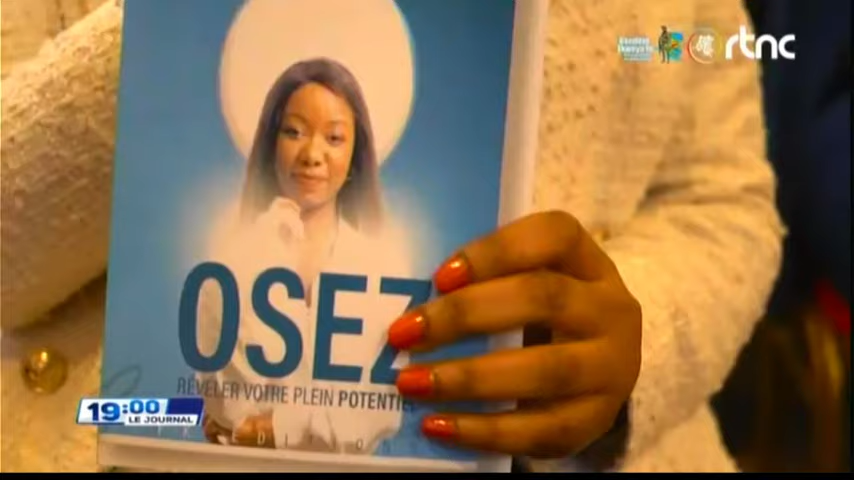 rtnc
OSEZ
RÉVÉLER VOTRE PLEIN POTENTIEL
19:00
LE JOURNAL